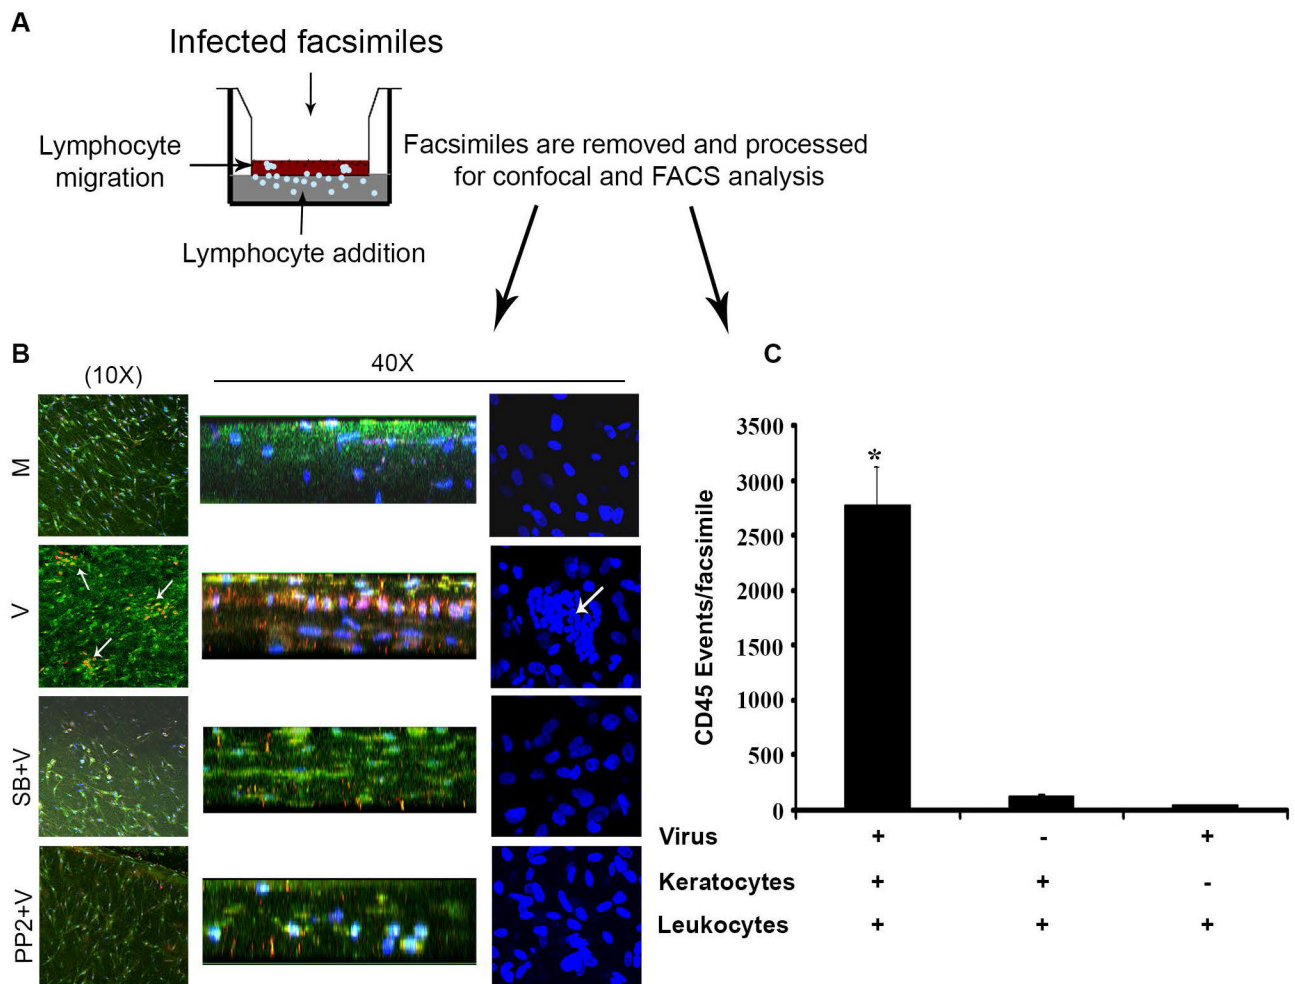 A
Infected facsimiles
Lymphocyte
migration
Facsimiles are removed and processed
for confocal and FACS analysis
Lymphocyte addition
B
(10X)
40X
M
V
SB+V
PP2+V
C
CD45 Events/facsimile
3500
3000
2500
2000
1500
1000
500
0
*
Virus + - +
Keratocytes + + -
Leukocytes + + +